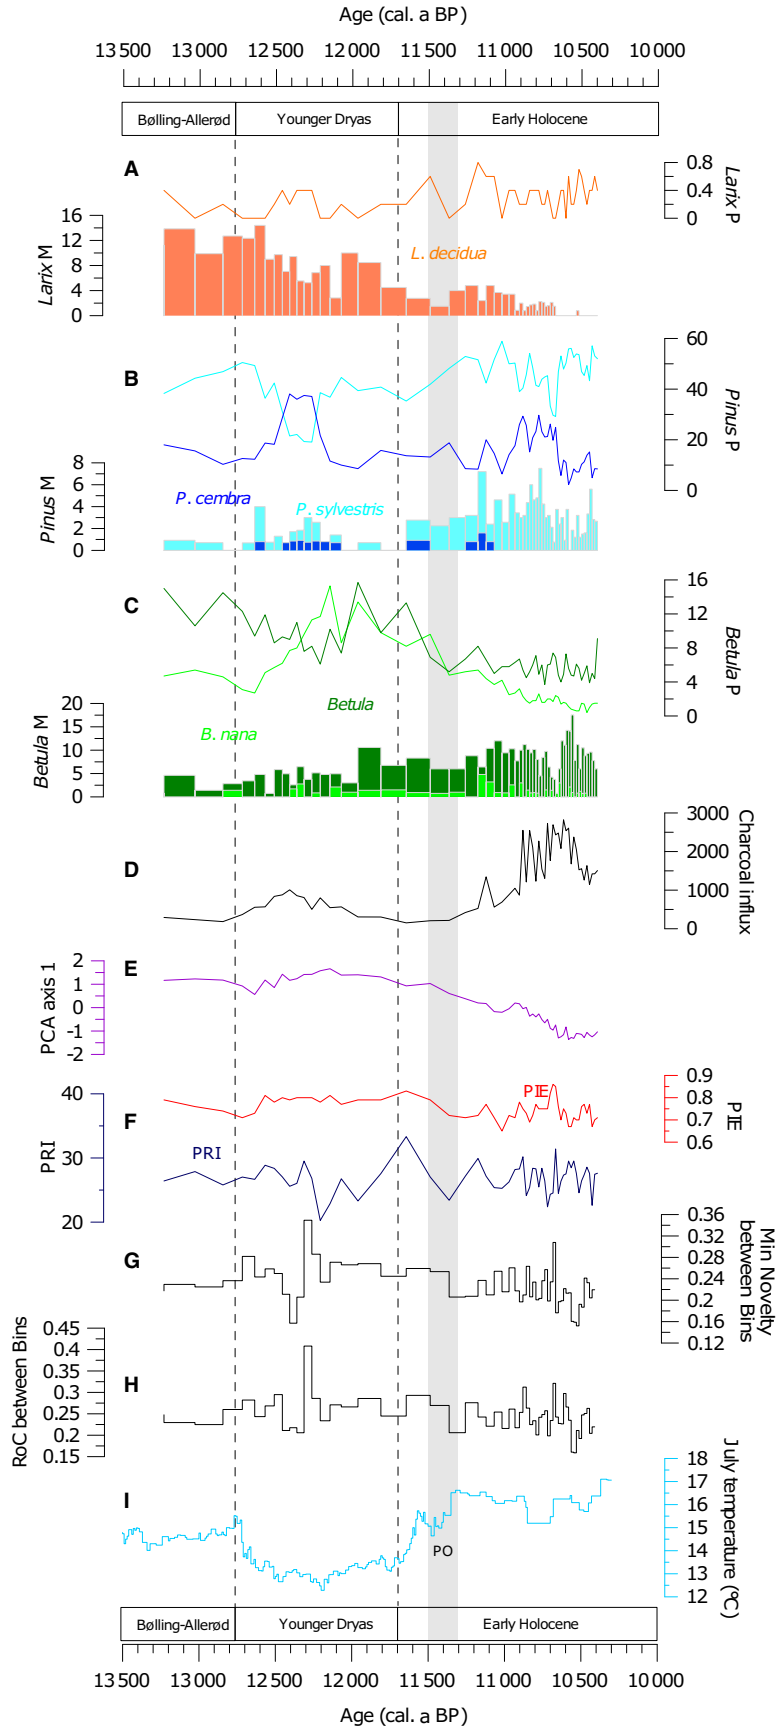 Age (cal. a BP)
13 500 13 000 12 500 12 000 11 500 11 000 10 500 10 000
Bølling-Allerød Younger Dryas Early Holocene
A
0.8
0.4
0
Larix P
16
12
8
4
0
Larix M
L. decidua
B
60
40
20
0
Pinus P
8
6
4
2
0
Pinus M
P. cembra
P. sylvestris
C
16
12
8
4
0
Betula P
20
15
10
5
0
Betula M
Betula
B. nana
D
3000
2000
1000
0
Charcoal influx
E
2
1
0
-1
-2
PCA axis 1
F
0.9
0.8
0.7
0.6
PIE
PIE
40
30
20
PRI
PRI
G
0.36
0.32
0.28
0.24
0.2
0.16
0.12
Min Novelty
between Bins
H
0.45
0.4
0.35
0.3
0.25
0.2
0.15
RoC between Bins
I
18
17
16
15
14
13
12
July temperature (ºC)
PO
Bølling-Allerød Younger Dryas Early Holocene
13 500 13 000 12 500 12 000 11 500 11 000 10 500 10 000
Age (cal. a BP)